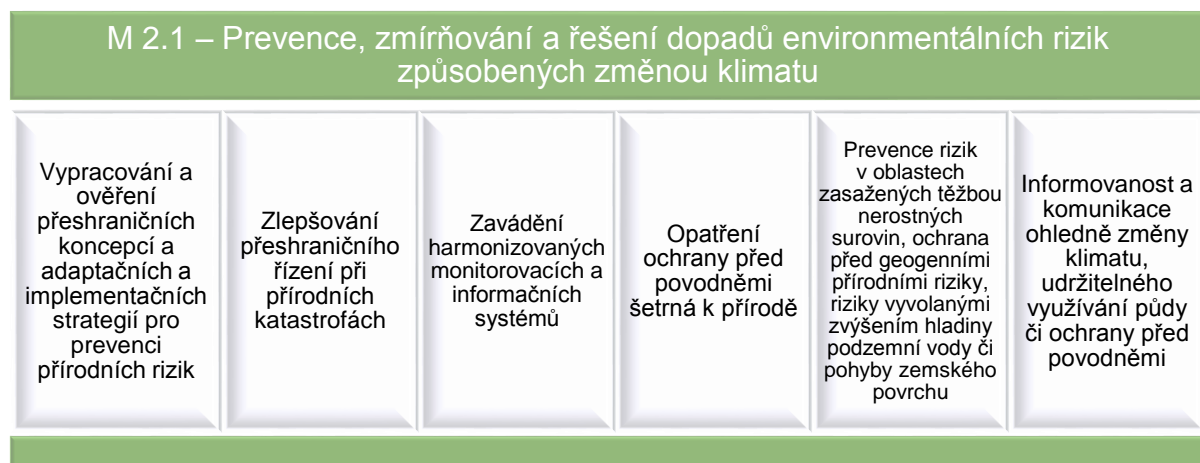 M 2.1 – Prevence, zmírňování a řešení dopadů environmentálních rizik
způsobených změnou klimatu
Vypracování a
ověření
přeshraničních
koncepcí a
adaptačních a
implementačních
strategií pro
prevenci
přírodních rizik
Zlepšování
přeshraničního
řízení při
přírodních
katastrofách
Zavádění
harmonizovaných
monitorovacích a
informačních
systémů
Opatření
ochrany před
povodněmi
šetrná k přírodě
Prevence rizik
v oblastech
zasažených těžbou
nerostných
surovin, ochrana
před geogenními
přírodními riziky,
riziky vyvolanými
zvýšením hladiny
podzemní vody či
pohyby zemského
povrchu
Informovanost a
komunikace
ohledně změny
klimatu,
udržitelného
využívání půdy
či ochrany před
povodněmi